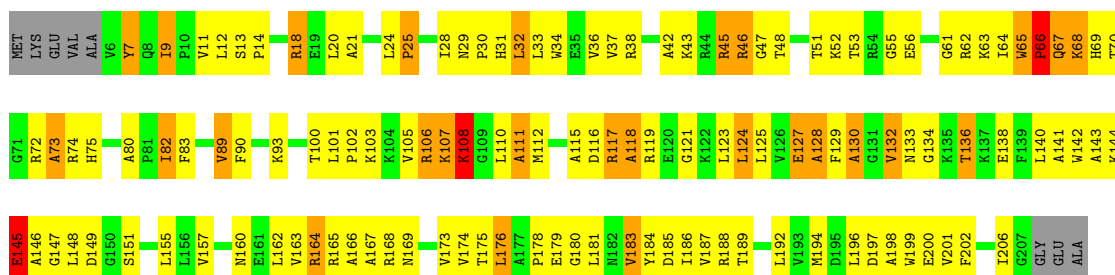 MET LYS GLU VAL ALA V6 Y7 Q8 I9 P10 V11 L12 S13 P14 R18 E19 L20 A21 L24 P25 I28 N29 P30 H31 L32 L33 W34 E35 V36 V37 R38 A42 K43 R44 R45 R46 G47 T48 T51 K52 T53 R54 G55 E56 G61 R62 K63 I64 W65 P66 Q67 K68 H69 T70
G71 R72 A73 R74 H75 A80 P81 I82 F83 V89 F90 K93 T100 L101 P102 K103 K104 V105 R106 K107 K108 G109 L110 A111 M112 A115 D116 R117 A118 R119 E120 G121 K122 L123 L124 L125 V126 E127 A128 F129 A130 G131 V132 N133 G134 K135 T136 K137 E138 F139 L140 A141 W142 A143 K144
E145 A146 G147 L148 D149 G150 S151 L155 L156 V157 N160 E161 L162 V163 R164 R165 A166 A167 R168 N169 V173 V174 T175 L176 A177 P178 E179 G180 L181 N182 V183 Y184 D185 I186 V187 R188 T189 L192 V193 M194 D195 L196 D197 A198 W199 E200 V201 F202 I206 G207 GLY GLU ALA